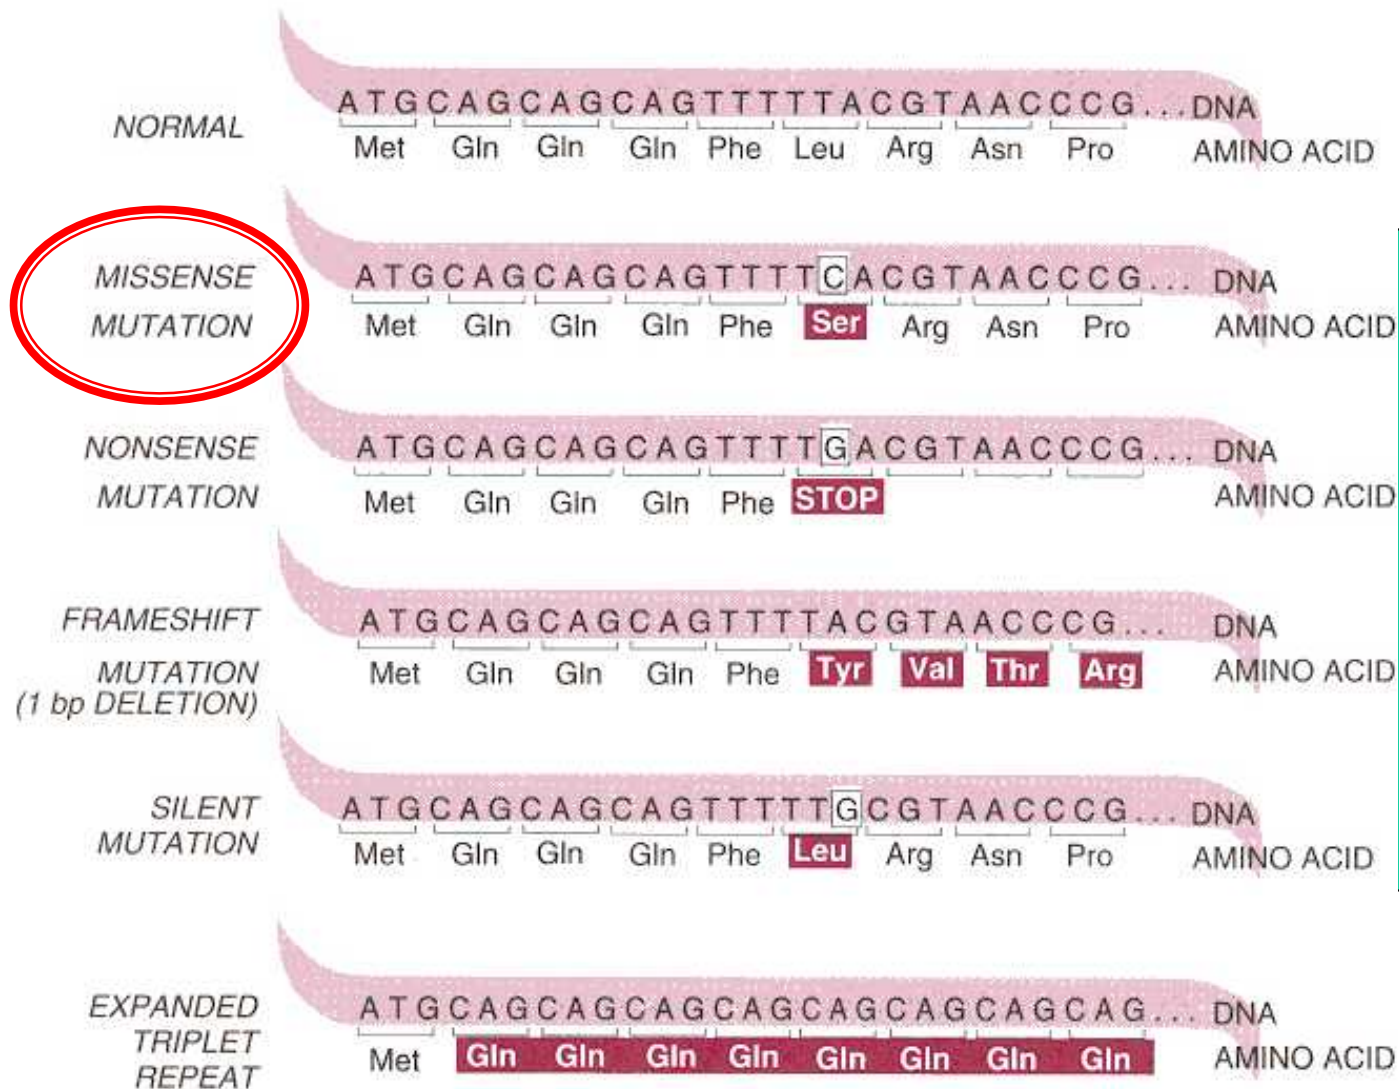 ATGCAGCAGCAGTTTTTACGTAACCCG...DNA
NORMAL
Met Gln Gln Gln Phe Leu Arg Asn Pro AMINO ACID
MISSENSE ATGCAGCAGCAGTTTTCACGTAACCCG... DNA
MUTATION Met Gln Gln Gln Phe Ser Arg Asn Pro AMINO ACID
NONSENSE ATGCAGCAGCAGTTTTGACGTAACCCG... DNA
MUTATION Met Gln Gln Gln Phe STOP AMINO ACID
FRAMESHIFT ATGCAGCAGCAGTTTTACGTAACCCG... DNA
MUTATION Met Gln Gln Gln Phe Tyr Val Thr Arg AMINO ACID
(1 bp DELETION)
SILENT ATGCAGCAGCAGTTTTTGCGTAACCCG... DNA
MUTATION Met Gln Gln Gln Phe Leu Arg Asn Pro AMINO ACID
EXPANDED ATGCAGCAGCAGCAGCAGCAGCAGCAG... DNA
TRIPLET Met Gln Gln Gln Gln Gln Gln Gln Gln AMINO ACID
REPEAT